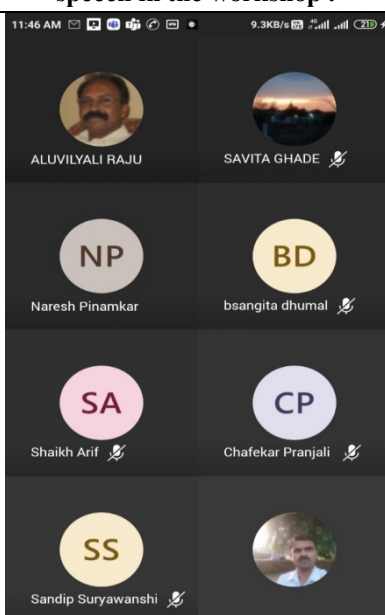 speech in the workshop .
11:46 AM 9.3KB/s 4G 21
ALUVILYALI RAJU
SAVITA GHADE
NP
BD
Naresh Pinamkar
bsangita dhumal
SA
CP
Shaikh Arif
Chafekar Pranjali
SS
Sandip Suryawanshi